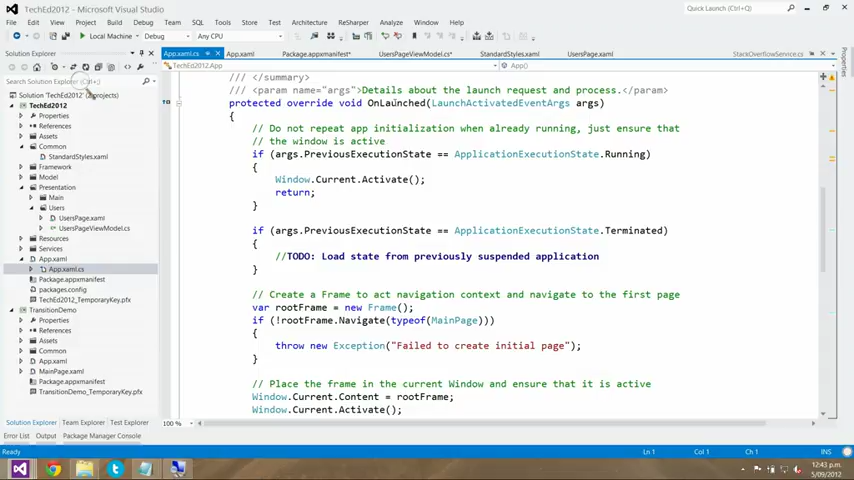 TechEd2012 - Microsoft Visual Studio
Quick Launch (Ctrl+Q)
File Edit View Project Build Debug Team SQL Tools Store Test Architecture ReSharper Analyze Window Help
Local Machine Debug Any CPU
Solution Explorer
App.xaml.cs App.xaml Package.appxmanifest* UsersPageViewModel.cs* StandardStyles.xaml UsersPage.xaml StackOverflowService.cs
TechEd2012.App App()
Search Solution Explorer (Ctrl+;)
Solution 'TechEd2012' (2 projects)
TechEd2012
Properties
References
Assets
Common
StandardStyles.xaml
Framework
Model
Presentation
Main
Users
UsersPage.xaml
UsersPageViewModel.cs
Resources
Services
App.xaml
App.xaml.cs
Package.appxmanifest
packages.config
TechEd2012_TemporaryKey.pfx
TransitionDemo
Properties
References
Assets
Common
App.xaml
MainPage.xaml
Package.appxmanifest
TransitionDemo_TemporaryKey.pfx
/// </summary>
/// <param name="args">Details about the launch request and process.</param>
protected override void OnLaunched(LaunchActivatedEventArgs args)
{
// Do not repeat app initialization when already running, just ensure that
// the window is active
if (args.PreviousExecutionState == ApplicationExecutionState.Running)
{
Window.Current.Activate();
return;
}
if (args.PreviousExecutionState == ApplicationExecutionState.Terminated)
{
//TODO: Load state from previously suspended application
}
// Create a Frame to act navigation context and navigate to the first page
var rootFrame = new Frame();
if (!rootFrame.Navigate(typeof(MainPage)))
{
throw new Exception("Failed to create initial page");
}
// Place the frame in the current Window and ensure that it is active
Window.Current.Content = rootFrame;
Window.Current.Activate();
Properties
100 %
Solution Explorer Team Explorer Test Explorer
Error List Output Package Manager Console
Ready Ln 1 Col 1 Ch 1 INS
12:43 p.m.
5/09/2012